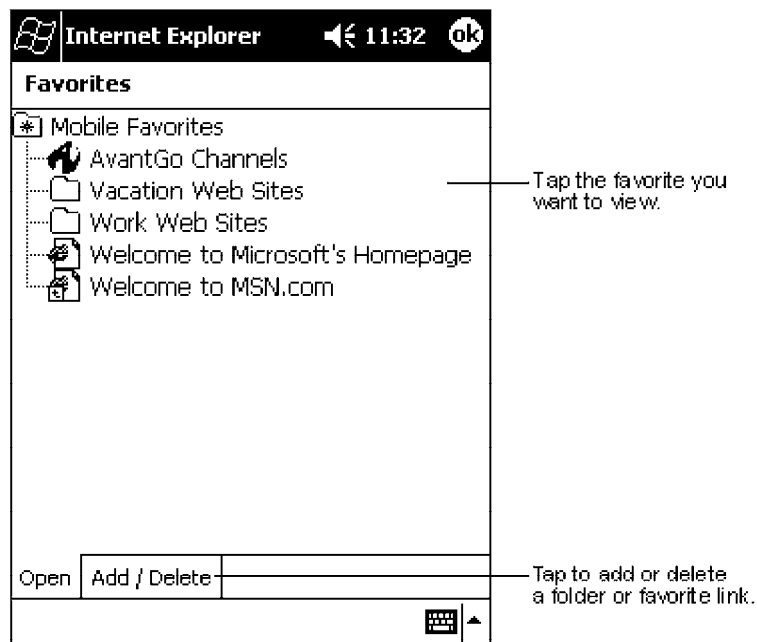 Internet Explorer 11:32 ok
Favorites
Mobile Favorites
AvantGo Channels
Vacation Web Sites
Work Web Sites
Welcome to Microsoft's Homepage
Welcome to MSN.com
Tap the favorite you
want to view.
Open Add / Delete
Tap to add or delete
a folder or favorite link.